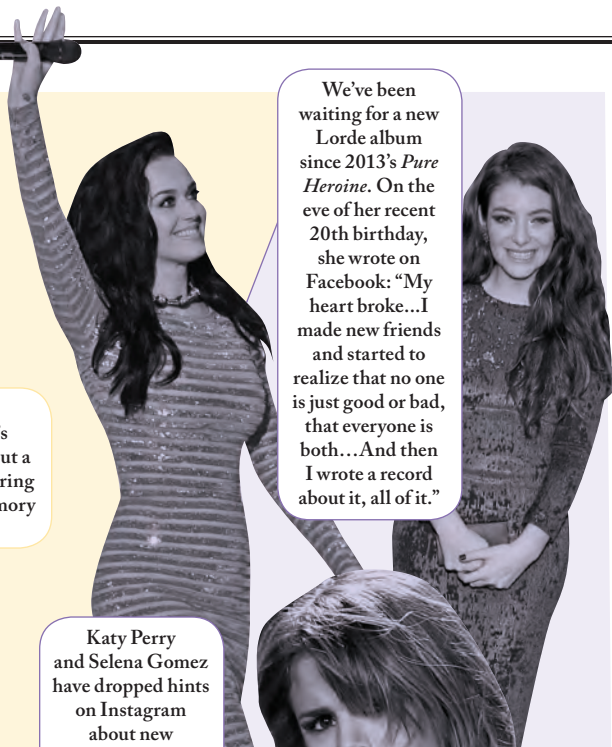 We’ve been
waiting for a new
Lorde album
since 2013’s Pure
Heroine. On the
eve of her recent
20th birthday,
she wrote on
Facebook: “My
heart broke...I
made new friends
and started to
realize that no one
is just good or bad,
that everyone is
both…And then
I wrote a record
about it, all of it.”
Katy Perry
and Selena Gomez
have dropped hints
on Instagram
about new